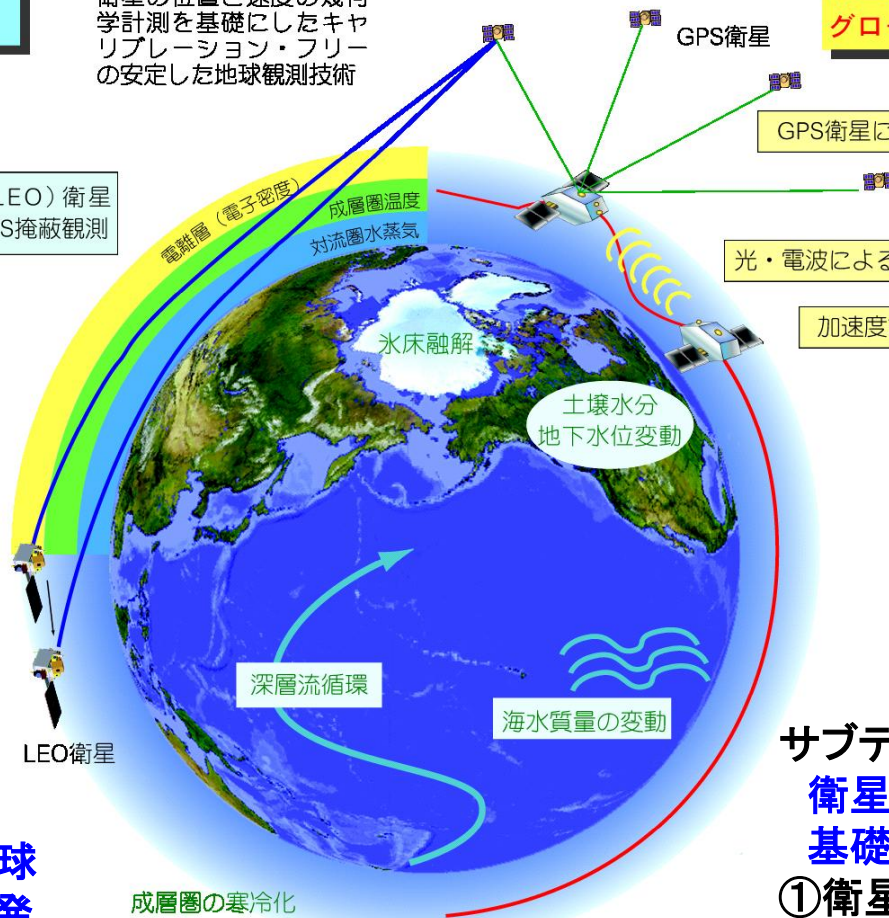 衛星の位置と速度の幾何
学計測を基礎にしたキャ
リブレーション・フリー
の安定した地球観測技術
GPS衛星
グロー
GPS衛星に
LEO)衛星
S掩蔽観測
電離層(電子密度)
成層圏温度
対流圏水蒸気
光・電波による
加速度
氷床融解
土壌水分
地下水位変動
深層流循環
海水質量の変動
LEO衛星
サブテ
衛星
基礎
①衛星
球
発
成層圏の寒冷化